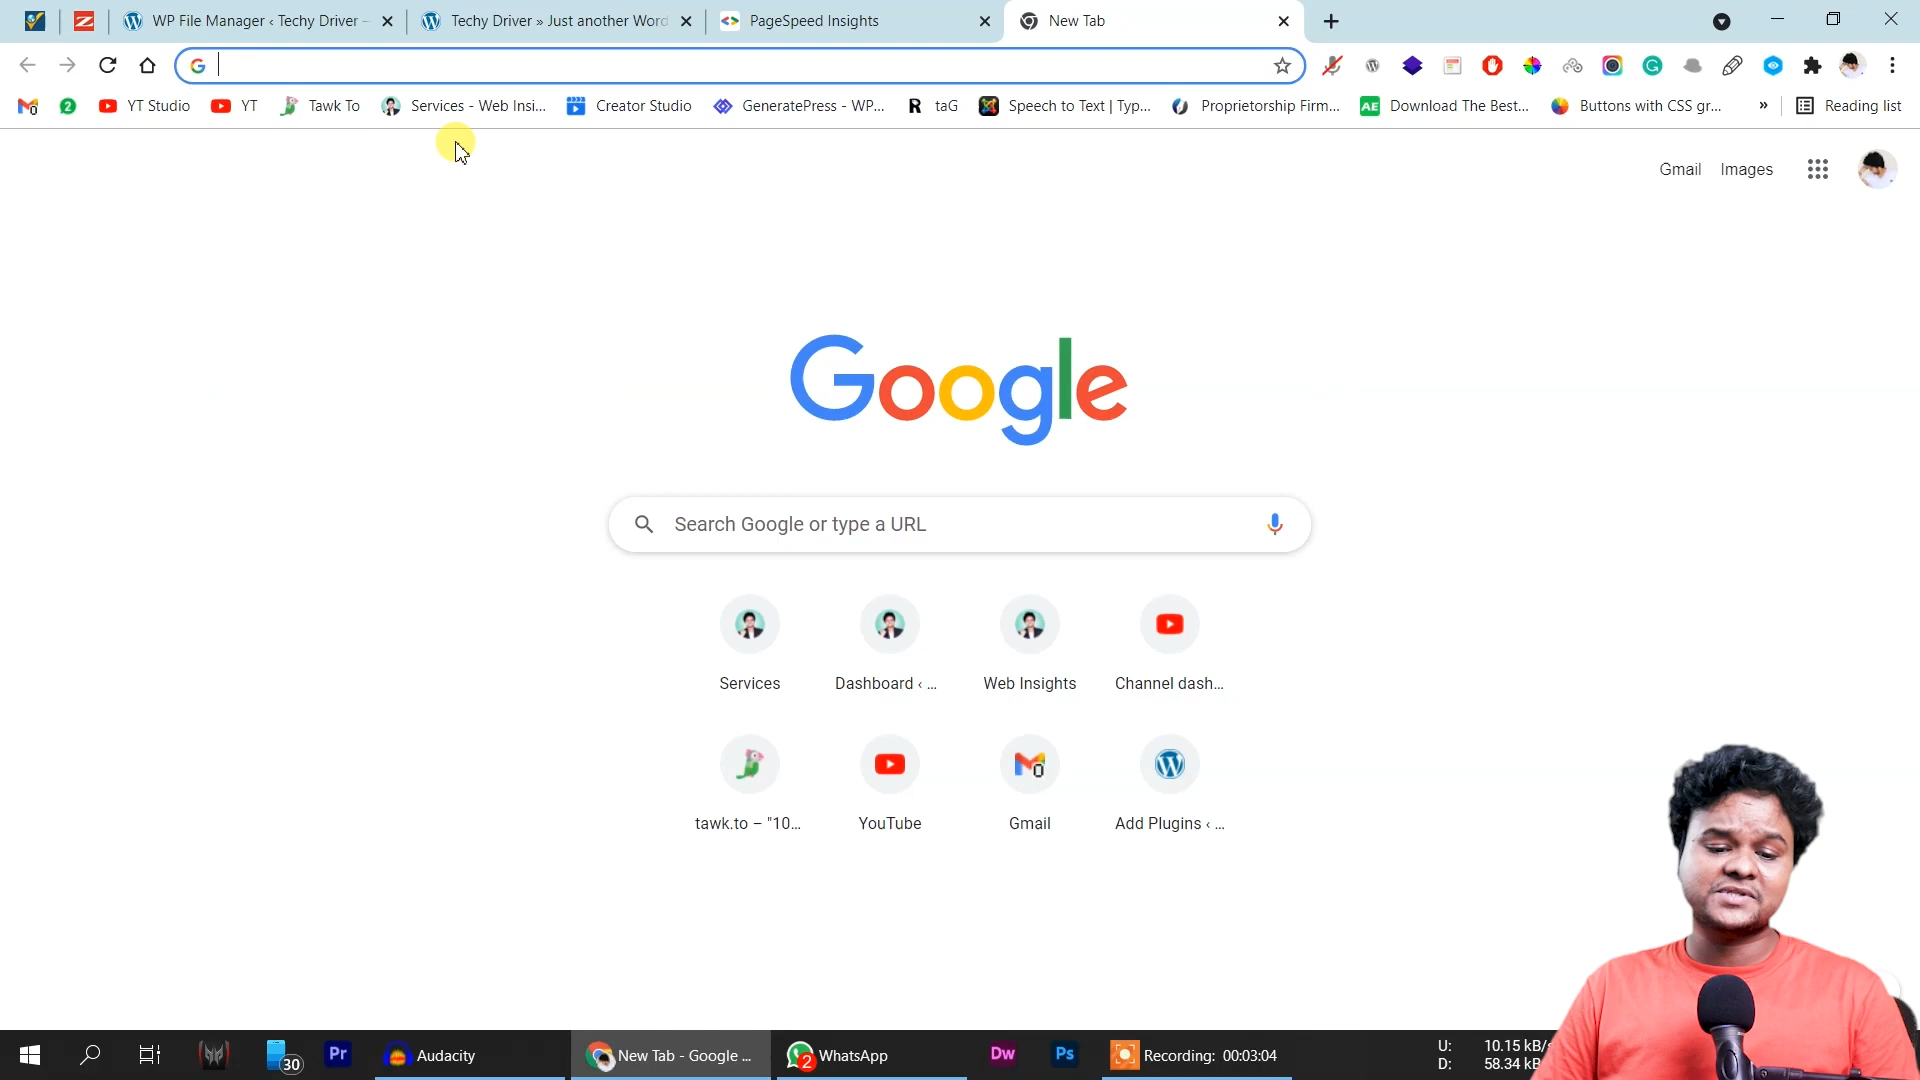 WP File Manager ‹ Techy Driver –
Techy Driver » Just another Word
PageSpeed Insights
New Tab
YT Studio
YT
Tawk To
Services - Web Insi...
Creator Studio
GeneratePress - WP...
R taG
Speech to Text | Typ...
Proprietorship Firm...
AE Download The Best...
Buttons with CSS gr...
»
Reading list
Gmail Images
Google
Search Google or type a URL
Services
Dashboard ‹ ...
Web Insights
Channel dash...
tawk.to – "10...
YouTube
Gmail
Add Plugins ‹ ...
30
Pr
Audacity
New Tab - Google ...
2
WhatsApp
Dw
Ps
Recording: 00:03:04
U: 10.15 kB/s
D: 58.34 kB